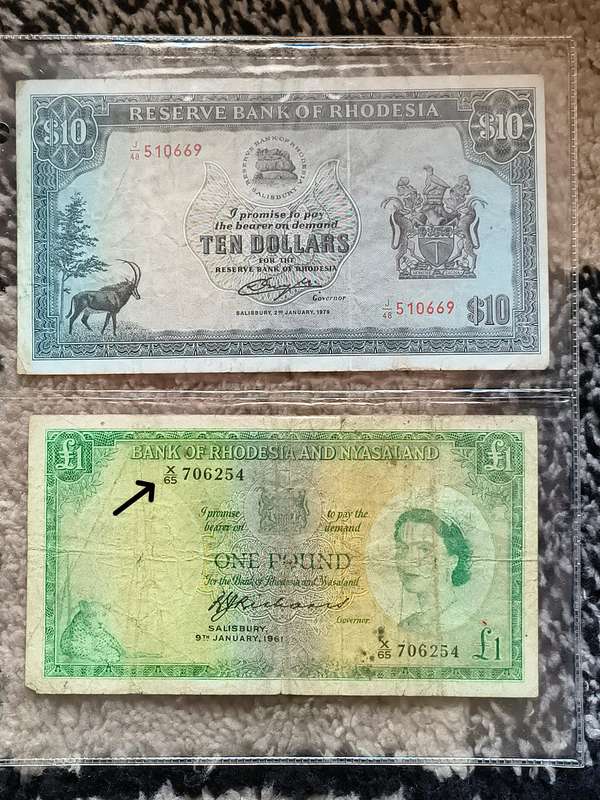 RESERVE BANK OF RHODESIA
$10
$10
J/48 510669
RESERVE BANK OF RHODESIA
SALISBURY
I promise to pay
the bearer on demand
TEN DOLLARS
FOR THE
RESERVE BANK OF RHODESIA
Governor
J/48 510669
$10
SALISBURY, 2ND JANUARY, 1979
£1
BANK OF RHODESIA AND NYASALAND
£1
X/65 706254
I promise to pay the
bearer on demand
ONE POUND
For the Bank of Rhodesia and Nyasaland
Governor
SALISBURY,
9TH JANUARY, 1961
X/65 706254
£1